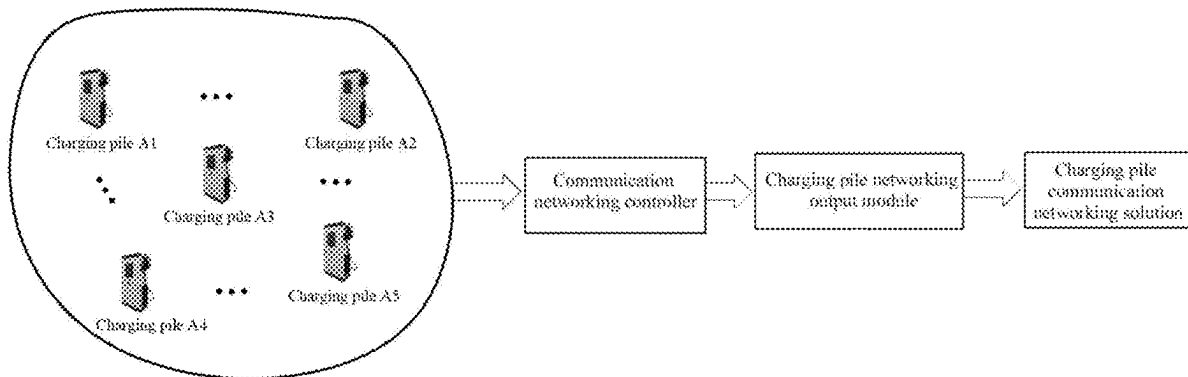 Charging pile A1
Charging pile A2
Charging pile A3
Charging pile A4
Charging pile A5
Communication
networking controller
Charging pile networking
output module
Charging pile
communication
networking solution